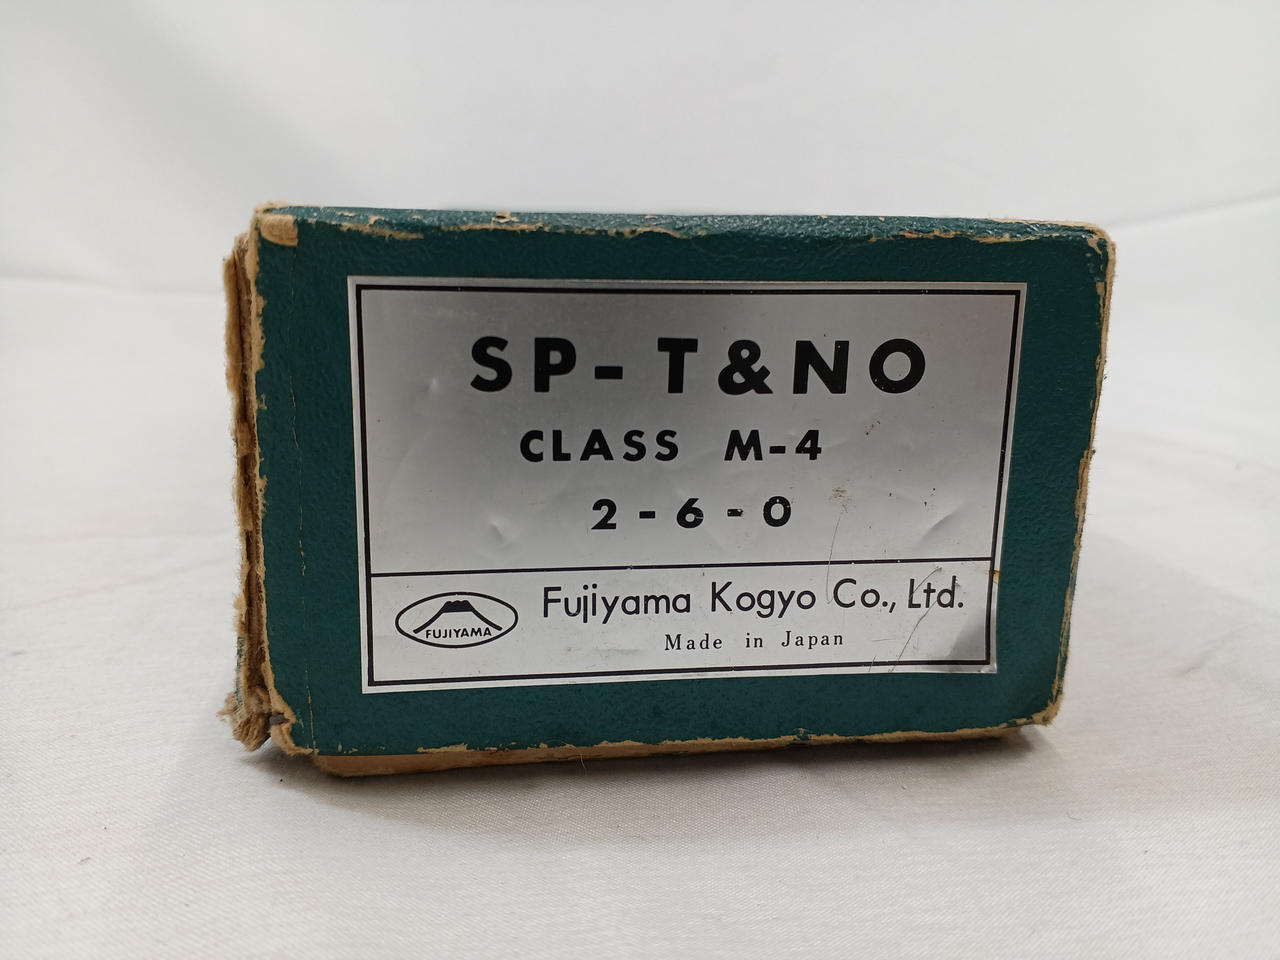 SP- T&NO
CLASS M-4
2-6-0
FUJIYAMA
Fujiyama Kogyo Co., Ltd.
Made in Japan